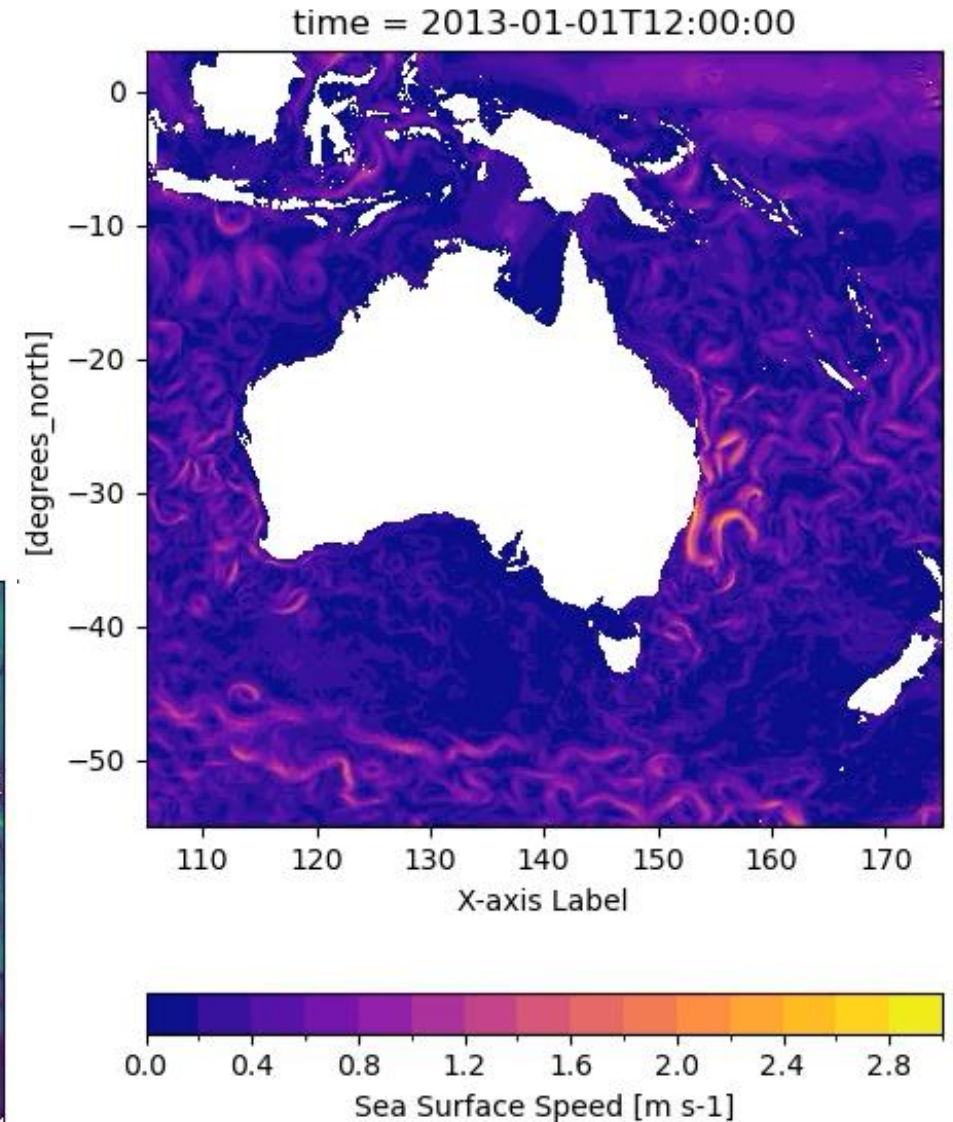 time = 2013-01-01T12:00:00
0
−10
−20
−30
−40
−50
[degrees_north]
110 120 130 140 150 160 170
X-axis Label
0.0 0.4 0.8 1.2 1.6 2.0 2.4 2.8
Sea Surface Speed [m s-1]